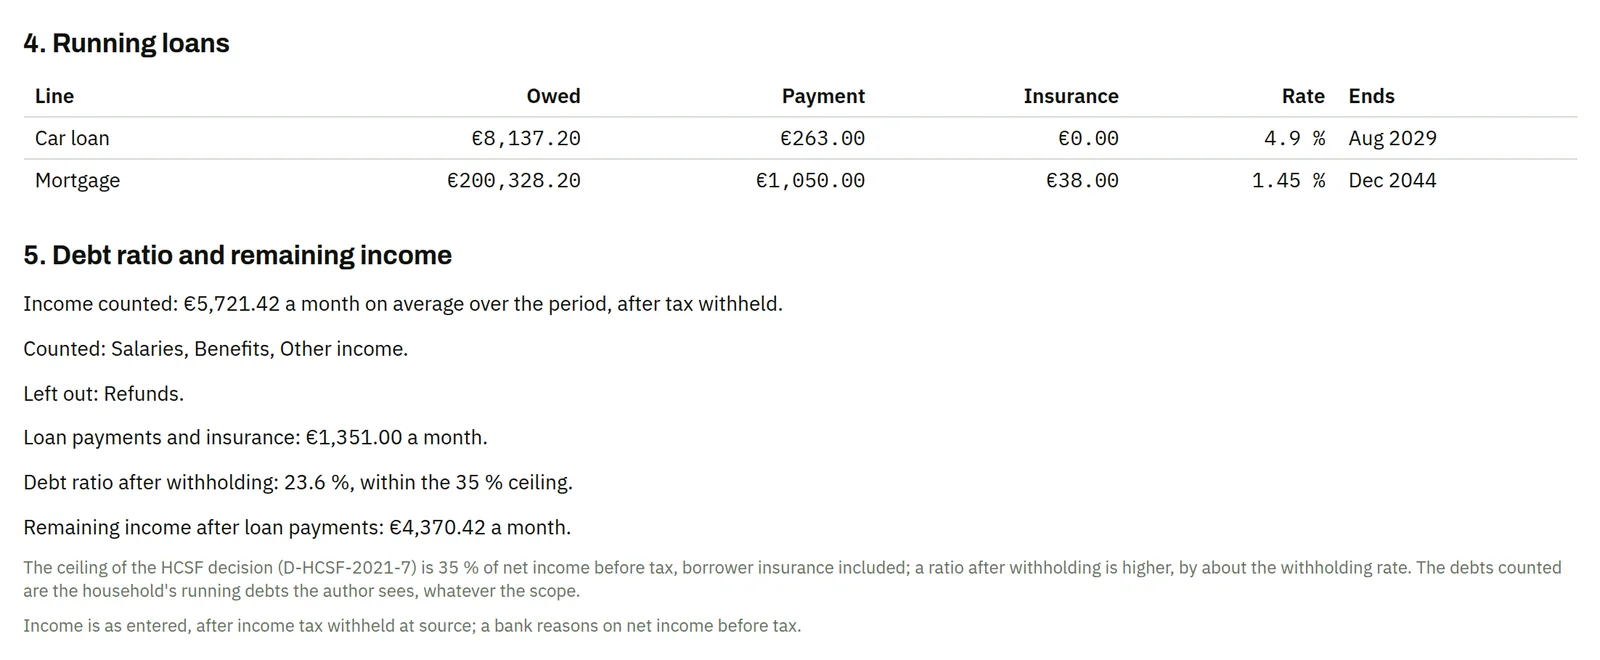 4. Running loans
Line Owed Payment Insurance Rate Ends
Car loan €8,137.20 €263.00 €0.00 4.9 % Aug 2029
Mortgage €200,328.20 €1,050.00 €38.00 1.45 % Dec 2044
5. Debt ratio and remaining income
Income counted: €5,721.42 a month on average over the period, after tax withheld.
Counted: Salaries, Benefits, Other income.
Left out: Refunds.
Loan payments and insurance: €1,351.00 a month.
Debt ratio after withholding: 23.6 %, within the 35 % ceiling.
Remaining income after loan payments: €4,370.42 a month.
The ceiling of the HCSF decision (D-HCSF-2021-7) is 35 % of net income before tax, borrower insurance included; a ratio after withholding is higher, by about the withholding rate. The debts counted
are the household's running debts the author sees, whatever the scope.
Income is as entered, after income tax withheld at source; a bank reasons on net income before tax.